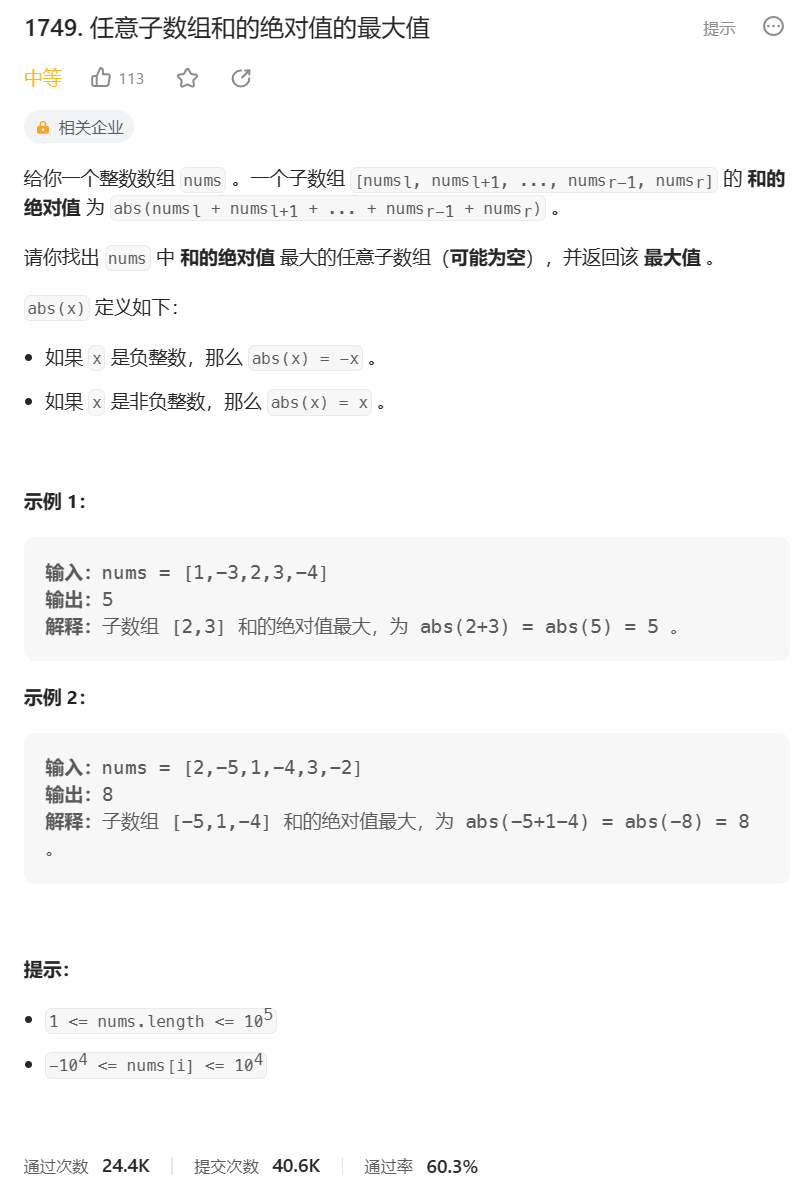 1749. 任意子数组和的绝对值的最大值
提示
中等 113
相关企业
给你一个整数数组 nums 。一个子数组 [numsl, numsl+1, ..., numsr-1, numsr] 的 和的
绝对值 为 abs(numsl + numsl+1 + ... + numsr-1 + numsr) 。
请你找出 nums 中 和的绝对值 最大的任意子数组（可能为空），并返回该 最大值 。
abs(x) 定义如下：
• 如果 x 是负整数，那么 abs(x) = -x 。
• 如果 x 是非负整数，那么 abs(x) = x 。
示例 1：
输入：nums = [1,-3,2,3,-4]
输出：5
解释：子数组 [2,3] 和的绝对值最大，为 abs(2+3) = abs(5) = 5 。
示例 2：
输入：nums = [2,-5,1,-4,3,-2]
输出：8
解释：子数组 [-5,1,-4] 和的绝对值最大，为 abs(-5+1-4) = abs(-8) = 8
。
提示：
• 1 <= nums.length <= 10^5
• -10^4 <= nums[i] <= 10^4
通过次数 24.4K 提交次数 40.6K 通过率 60.3%